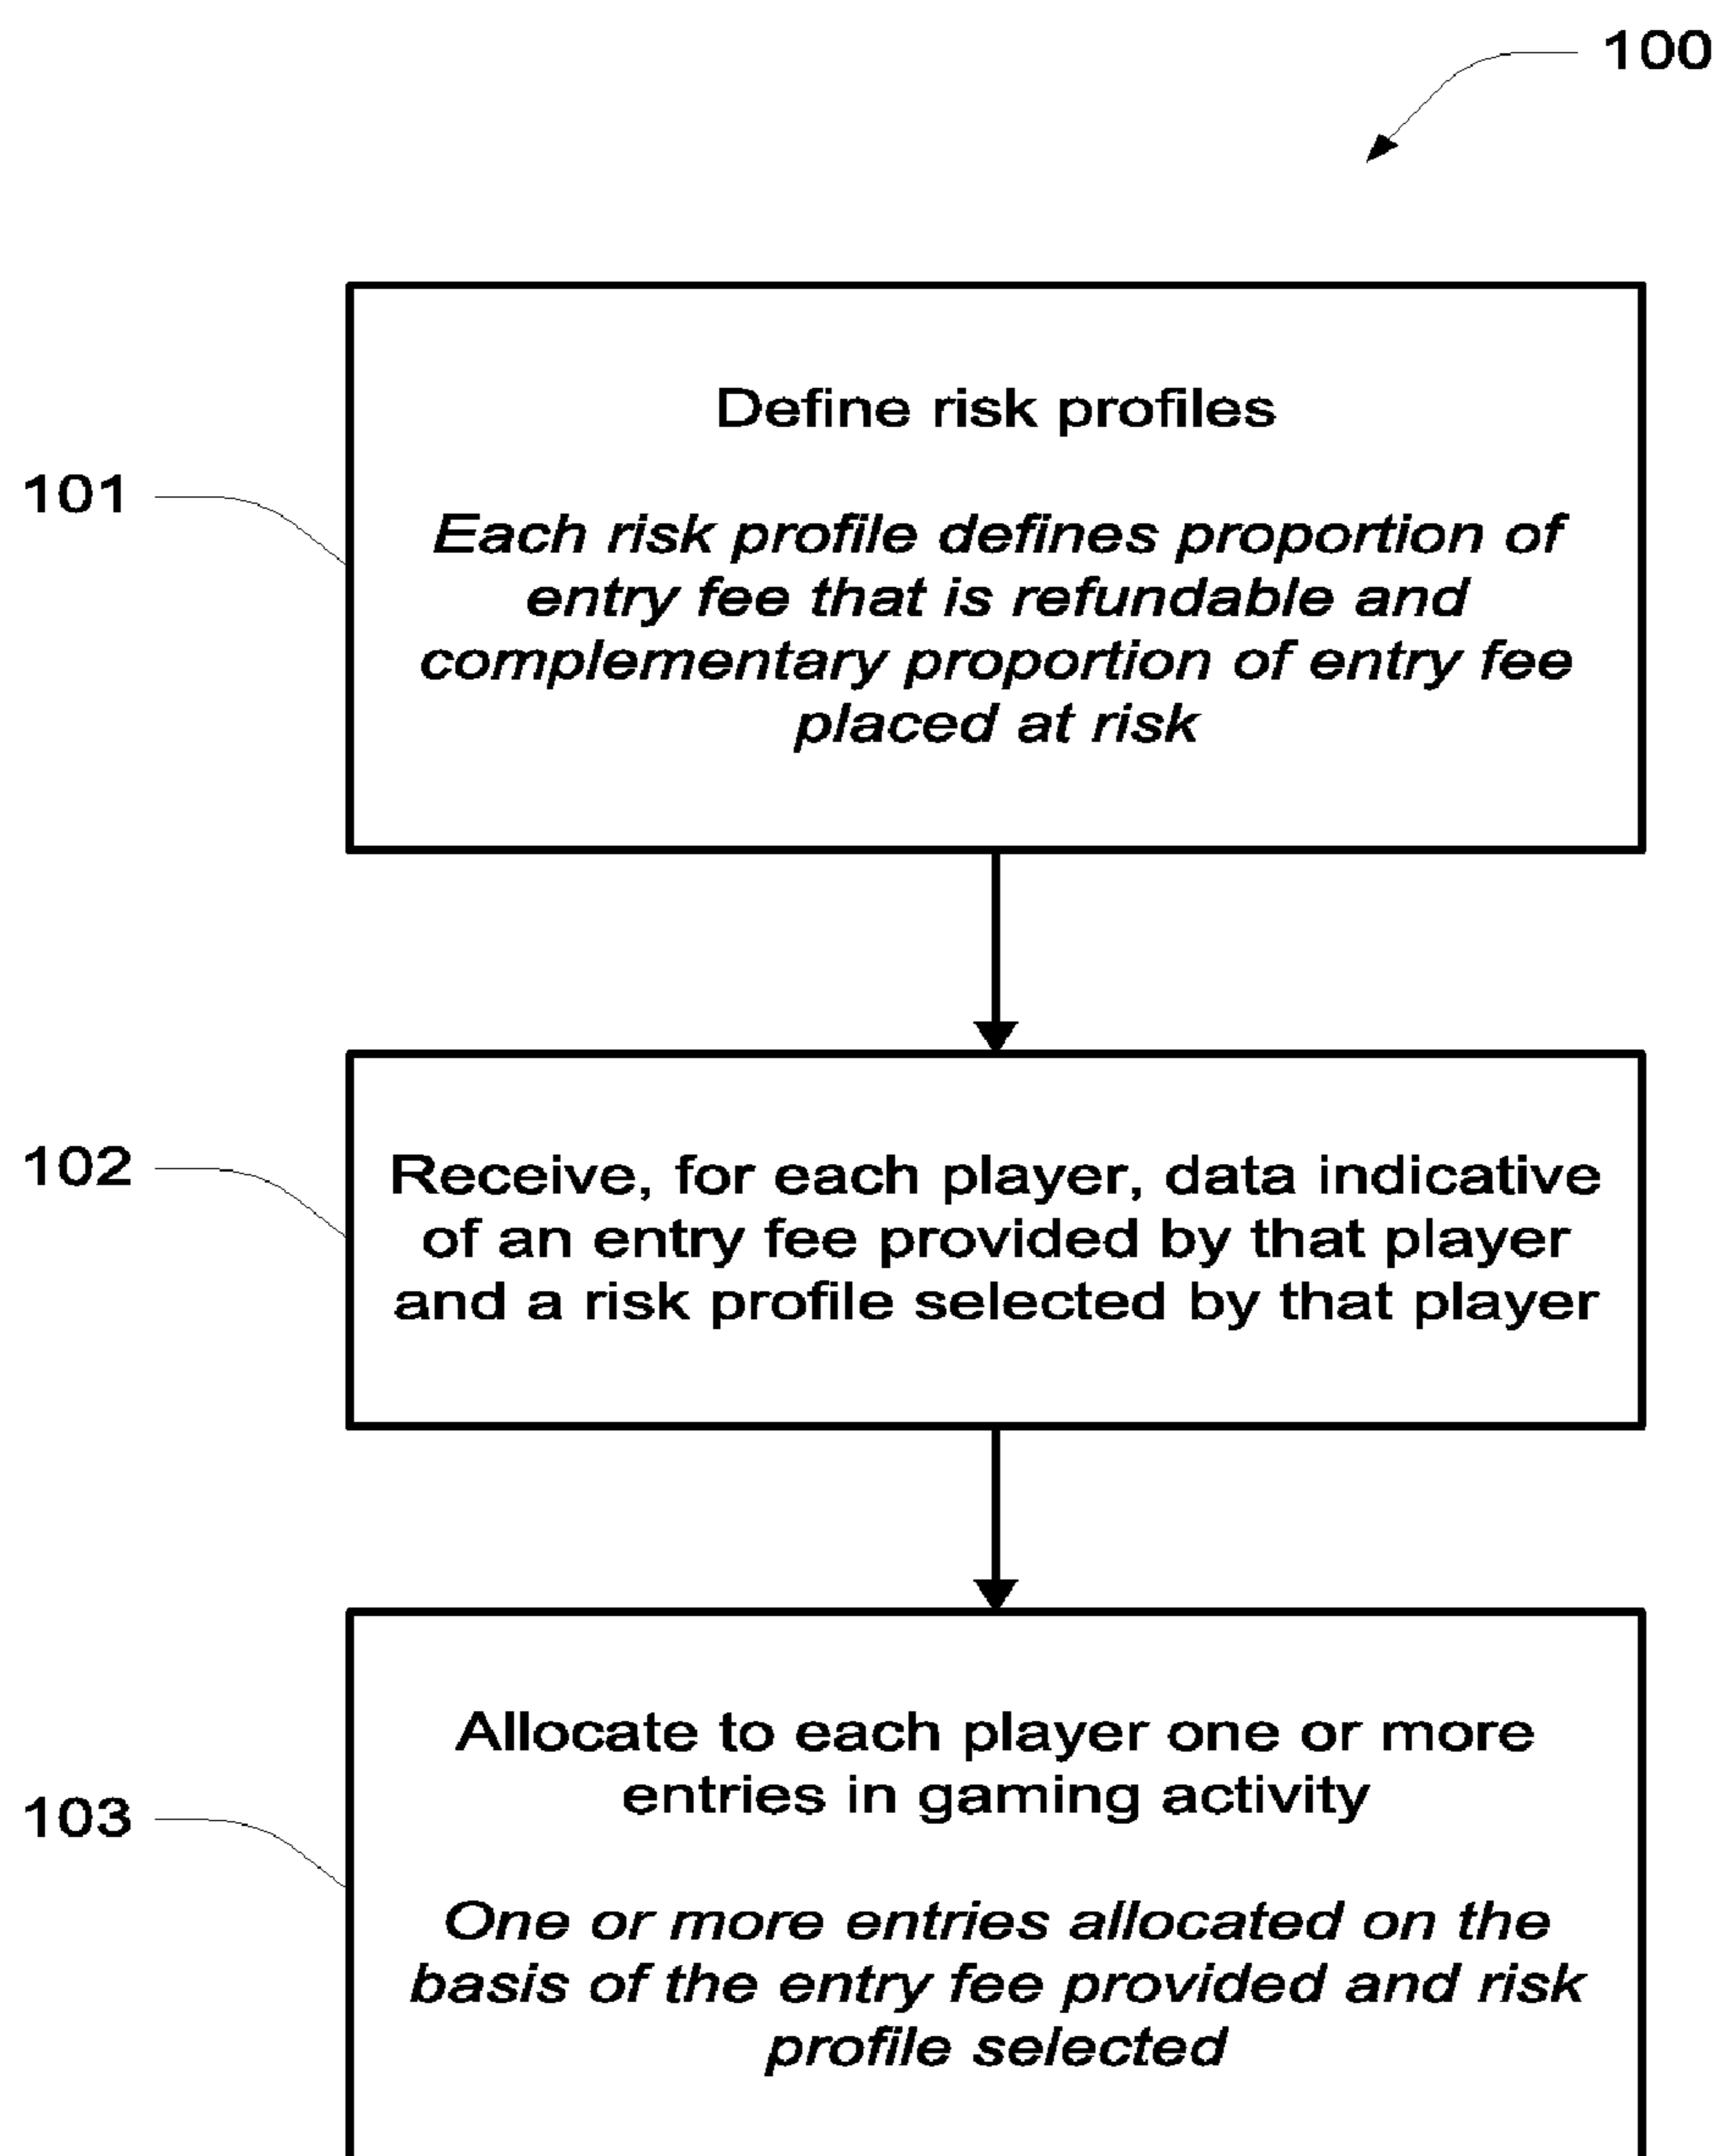 100
Define risk profiles
101
Each risk profile defines proportion of
entry fee that is refundable and
complementary proportion of entry fee
placed at risk
102
Receive, for each player, data indicative
of an entry fee provided by that player
and a risk profile selected by that player
Allocate to each player one or more
entries in gaming activity
103
One or more entries allocated on the
basis of the entry fee provided and risk
profile selected